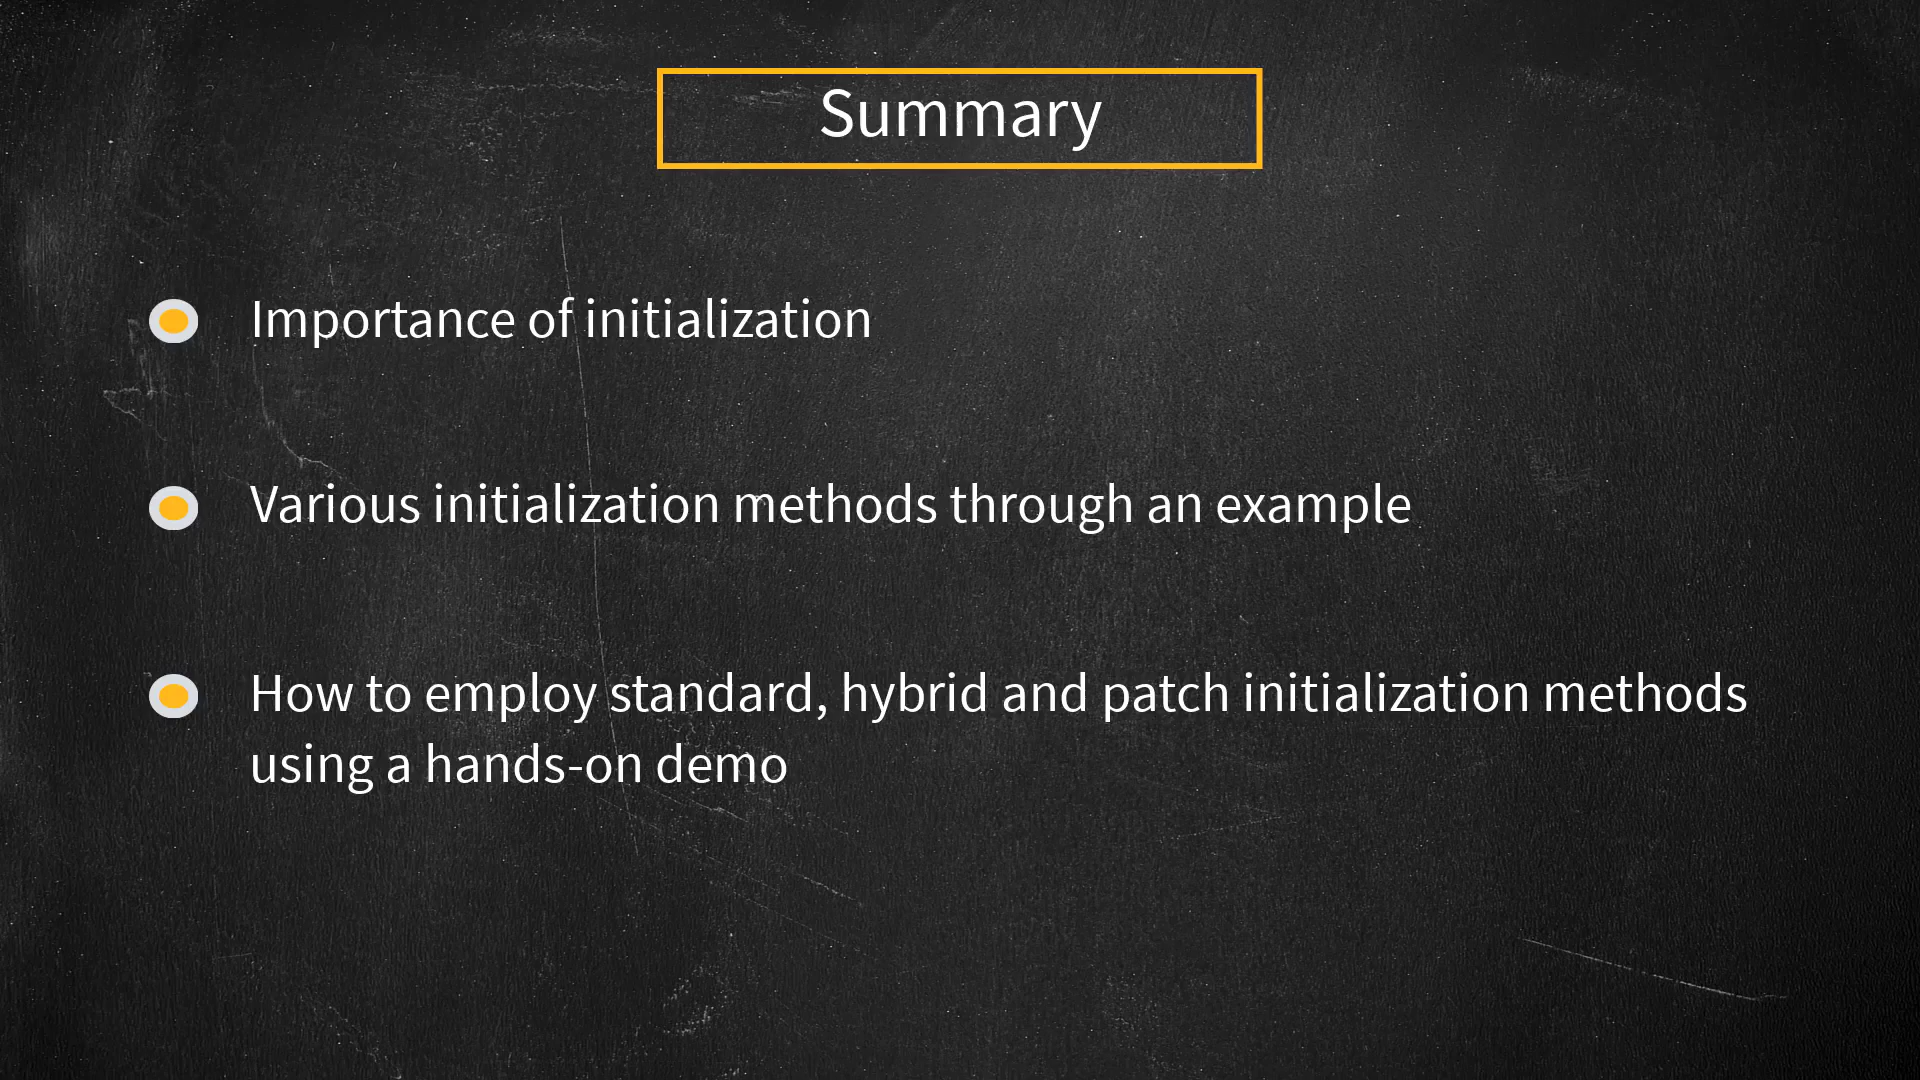 Summary
Importance of initialization
Various initialization methods through an example
How to employ standard, hybrid and patch initialization methods
using a hands-on demo